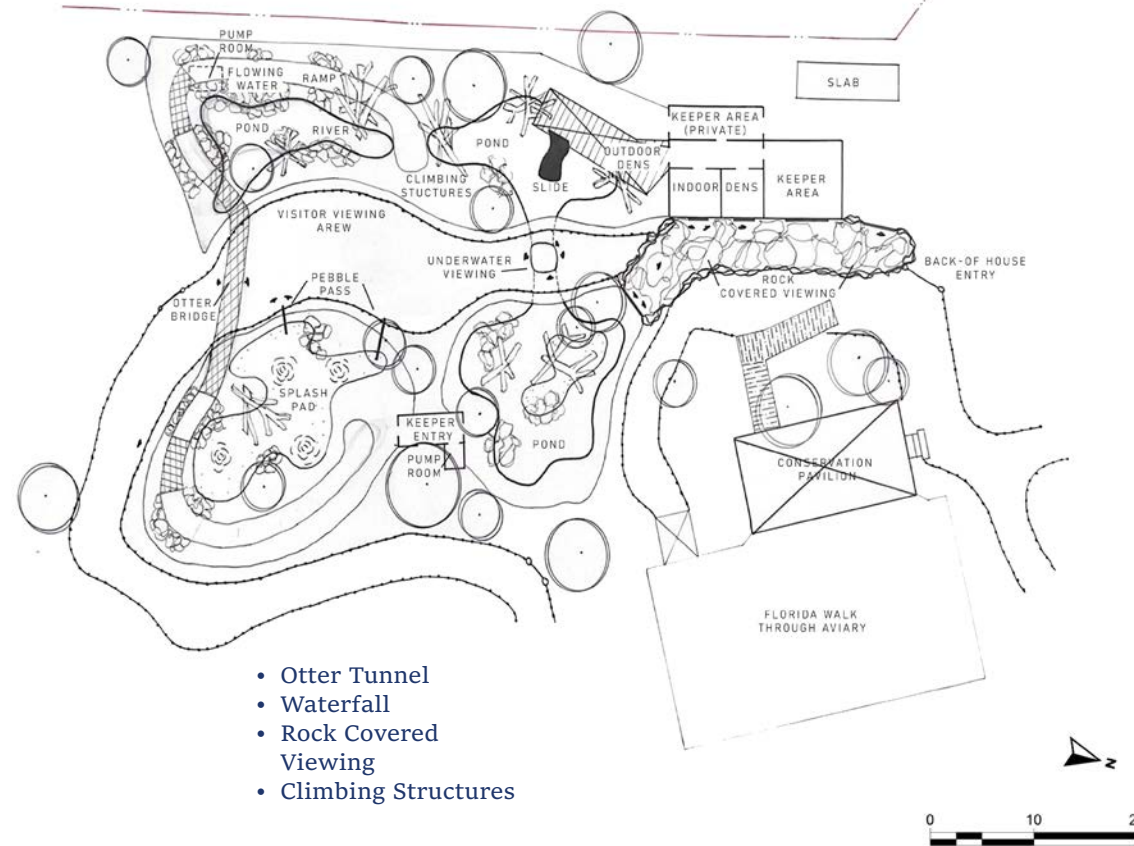 PUMP
ROOM
FLOWING
WATER
RAMP
POND
RIVER
CLIMBING
STUCTURES
POND
SLIDE
OUTDOOR
DENS
KEEPER AREA
(PRIVATE)
INDOOR
DENS
KEEPER
AREA
SLAB
VISITOR VIEWING
AREW
UNDERWATER
VIEWING
ROCK
COVERED VIEWING
BACK-OF HOUSE
ENTRY
OTTER
BRIDGE
PEBBLE
PASS
SPLASH
PAD
KEEPER
ENTRY
PUMP
ROOM
POND
CONSERVATION
PAVILION
FLORIDA WALK
THROUGH AVIARY
• Otter Tunnel
• Waterfall
• Rock Covered
Viewing
• Climbing Structures
N
0 10 2